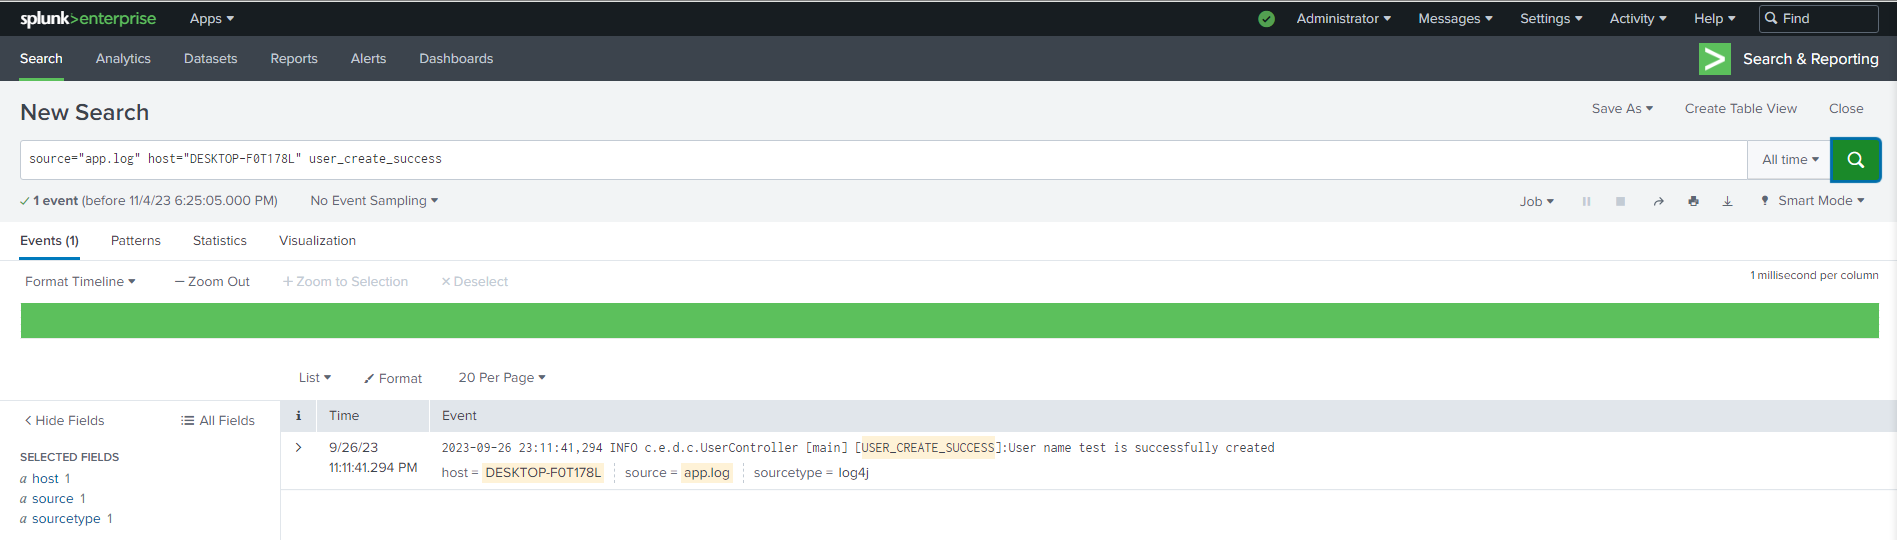 splunk>enterprise Apps Administrator Messages Settings Activity Help Find
Search Analytics Datasets Reports Alerts Dashboards > Search & Reporting
New Search Save As Create Table View Close
source="app.log" host="DESKTOP-F0T178L" user_create_success All time
✓ 1 event (before 11/4/23 6:25:05.000 PM) No Event Sampling Job Smart Mode
Events (1) Patterns Statistics Visualization
Format Timeline — Zoom Out + Zoom to Selection × Deselect 1 millisecond per column
List Format 20 Per Page
< Hide Fields All Fields i Time Event
SELECTED FIELDS
a host 1
a source 1
a sourcetype 1
> 9/26/23 2023-09-26 23:11:41,294 INFO c.e.d.c.UserController [main] [USER_CREATE_SUCCESS]:User name test is successfully created
11:11:41.294 PM host = DESKTOP-F0T178L source = app.log sourcetype = log4j